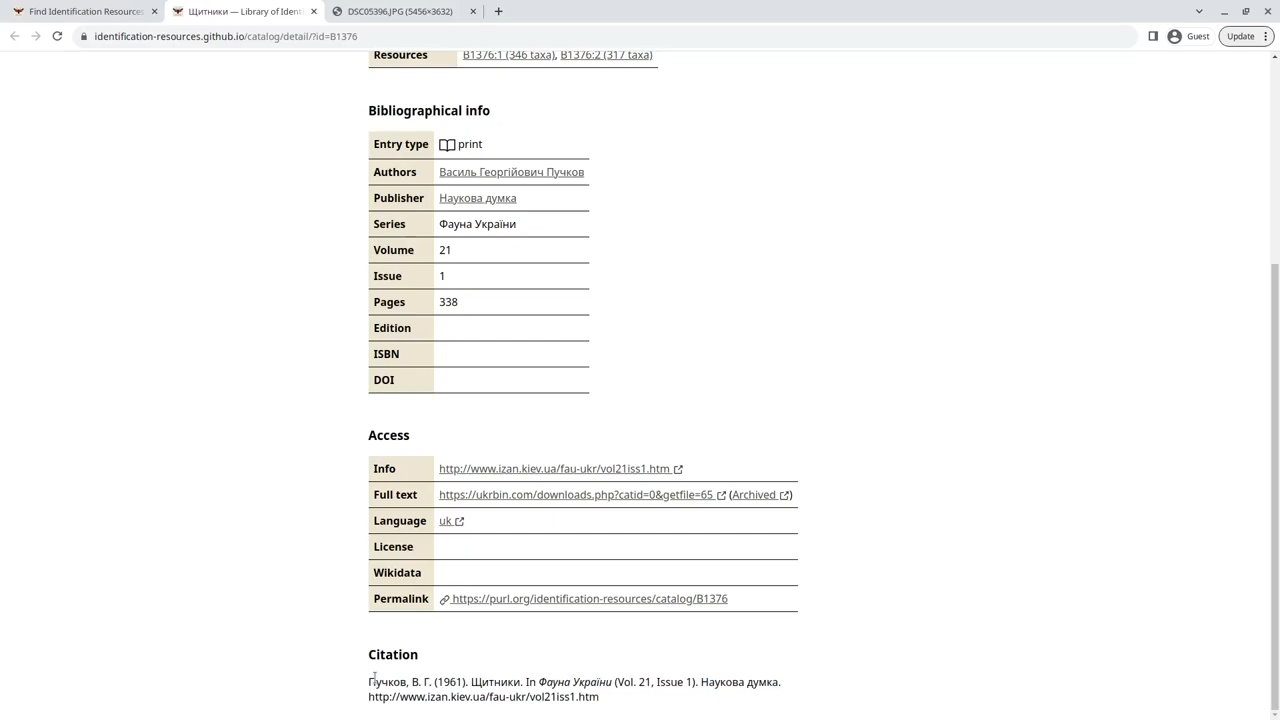 Find Identification Resources
Щитники — Library of Identi
DSC05396.JPG (5456×3632)
identification-resources.github.io/catalog/detail/?id=B1376
Guest
Update
Resources B1376:1 (346 taxa), B1376:2 (317 taxa)
Bibliographical info
Entry type print
Authors Василь Георгійович Пучков
Publisher Наукова думка
Series Фауна України
Volume 21
Issue 1
Pages 338
Edition
ISBN
DOI
Access
Info http://www.izan.kiev.ua/fau-ukr/vol21iss1.htm
Full text https://ukrbin.com/downloads.php?catid=0&getfile=65 (Archived)
Language uk
License
Wikidata
Permalink https://purl.org/identification-resources/catalog/B1376
Citation
Пучков, В. Г. (1961). Щитники. In Фауна України (Vol. 21, Issue 1). Наукова думка.
http://www.izan.kiev.ua/fau-ukr/vol21iss1.htm